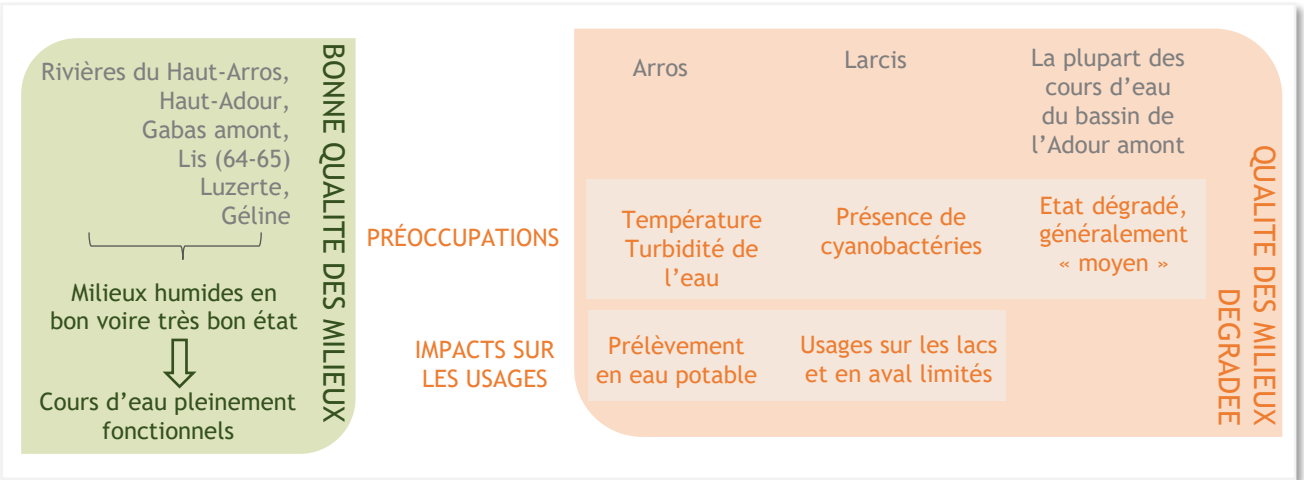 Rivières du Haut-Arros,
Haut-Adour,
Gabas amont,
Lis (64-65)
Luzerte,
Géline
Milieux humides en
bon voire très bon état
Cours d'eau pleinement
fonctionnels
BONNE QUALITE DES MILIEUX
PRÉOCCUPATIONS
IMPACTS SUR
LES USAGES
Arros
Larcis
La plupart des
cours d'eau
du bassin de
l'Adour amont
Température
Turbidité de
l'eau
Présence de
cyanobactéries
Etat dégradé,
généralement
« moyen »
Prélèvement
en eau potable
Usages sur les lacs
et en aval limités
QUALITE DES MILIEUX
DEGRADEE